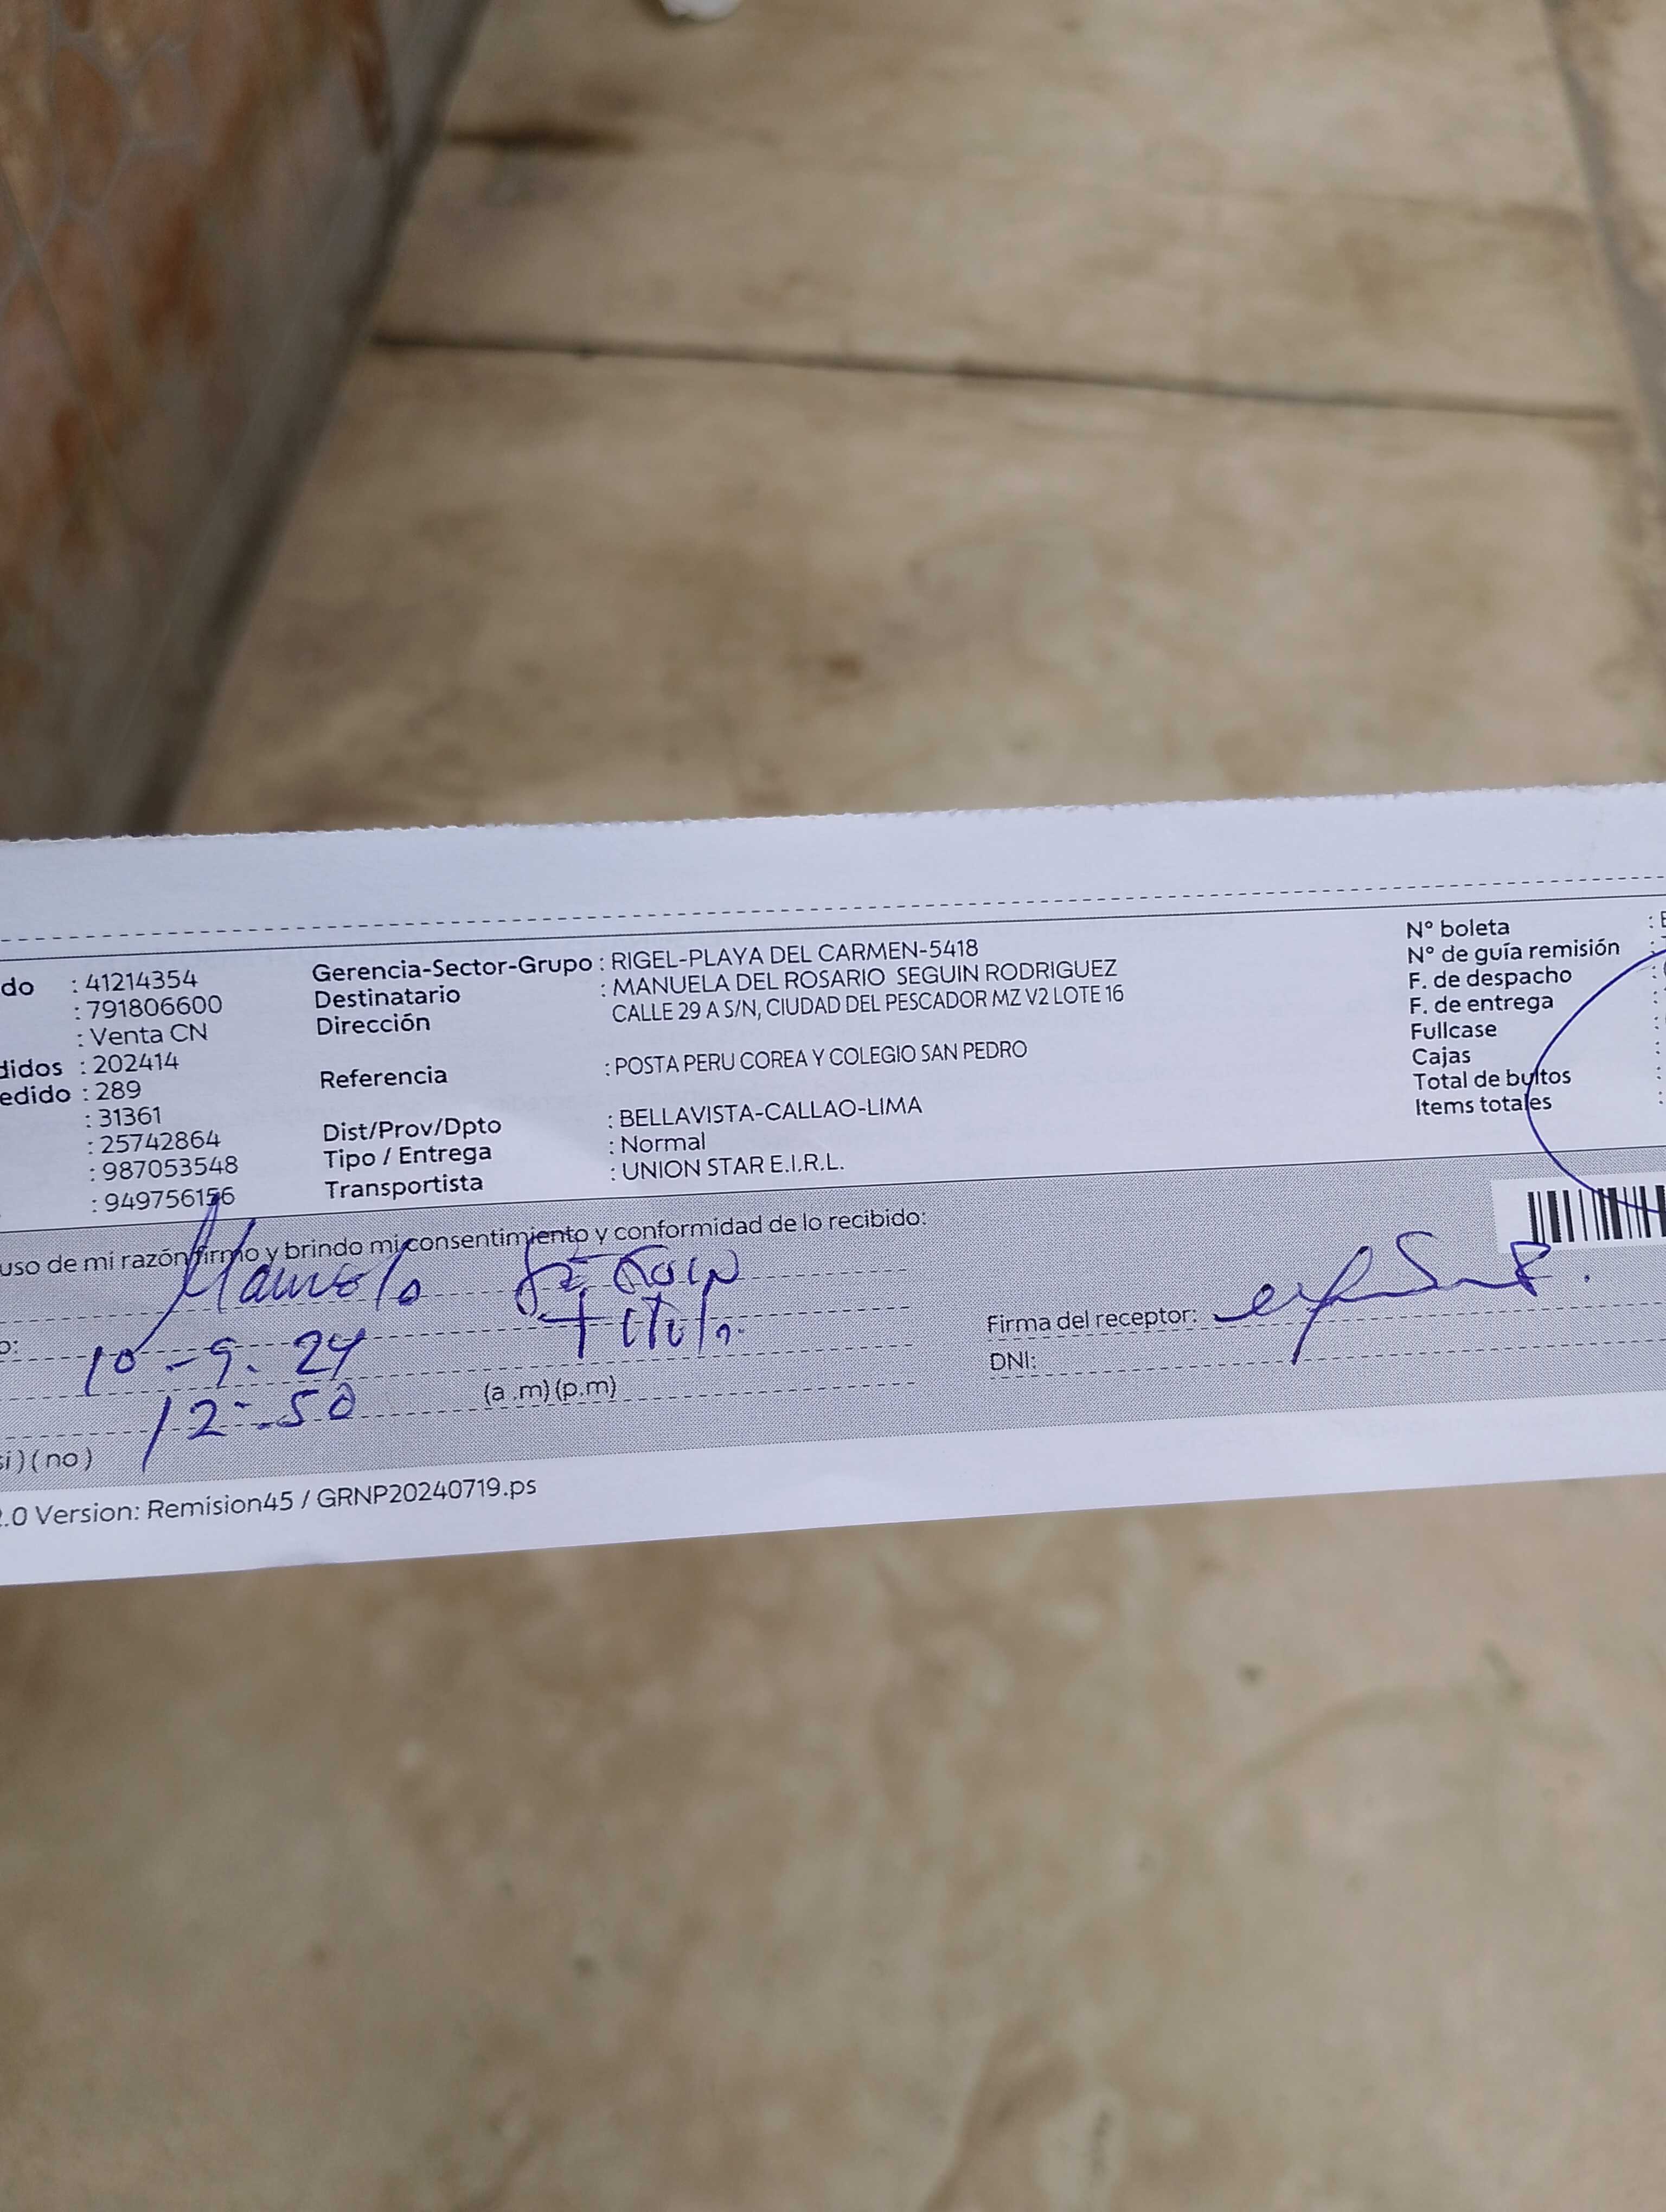 do : 41214354 Gerencia-Sector-Grupo : RIGEL-PLAYA DEL CARMEN-5418 N° boleta :
: 791806600 Destinatario : MANUELA DEL ROSARIO SEGUIN RODRIGUEZ N° de guía remisión :
: Venta CN Dirección CALLE 29 A S/N, CIUDAD DEL PESCADOR MZ V2 LOTE 16 F. de despacho :
didos : 202414 F. de entrega :
edido : 289 Referencia : POSTA PERU COREA Y COLEGIO SAN PEDRO Fullcase :
: 31361 Cajas :
: 25742864 Dist/Prov/Dpto : BELLAVISTA-CALLAO-LIMA Total de bultos :
: 987053548 Tipo / Entrega : Normal Items totales :
: 949756156 Transportista : UNION STAR E.I.R.L.
uso de mi razón firmo y brindo mi consentimiento y conformidad de lo recibido:
Manuela SEGUIN
o: Titular Firma del receptor:
10-9-24 DNI:
12:50 (a .m) (p.m)
si) ( no )
2.0 Version: Remision45 / GRNP20240719.ps